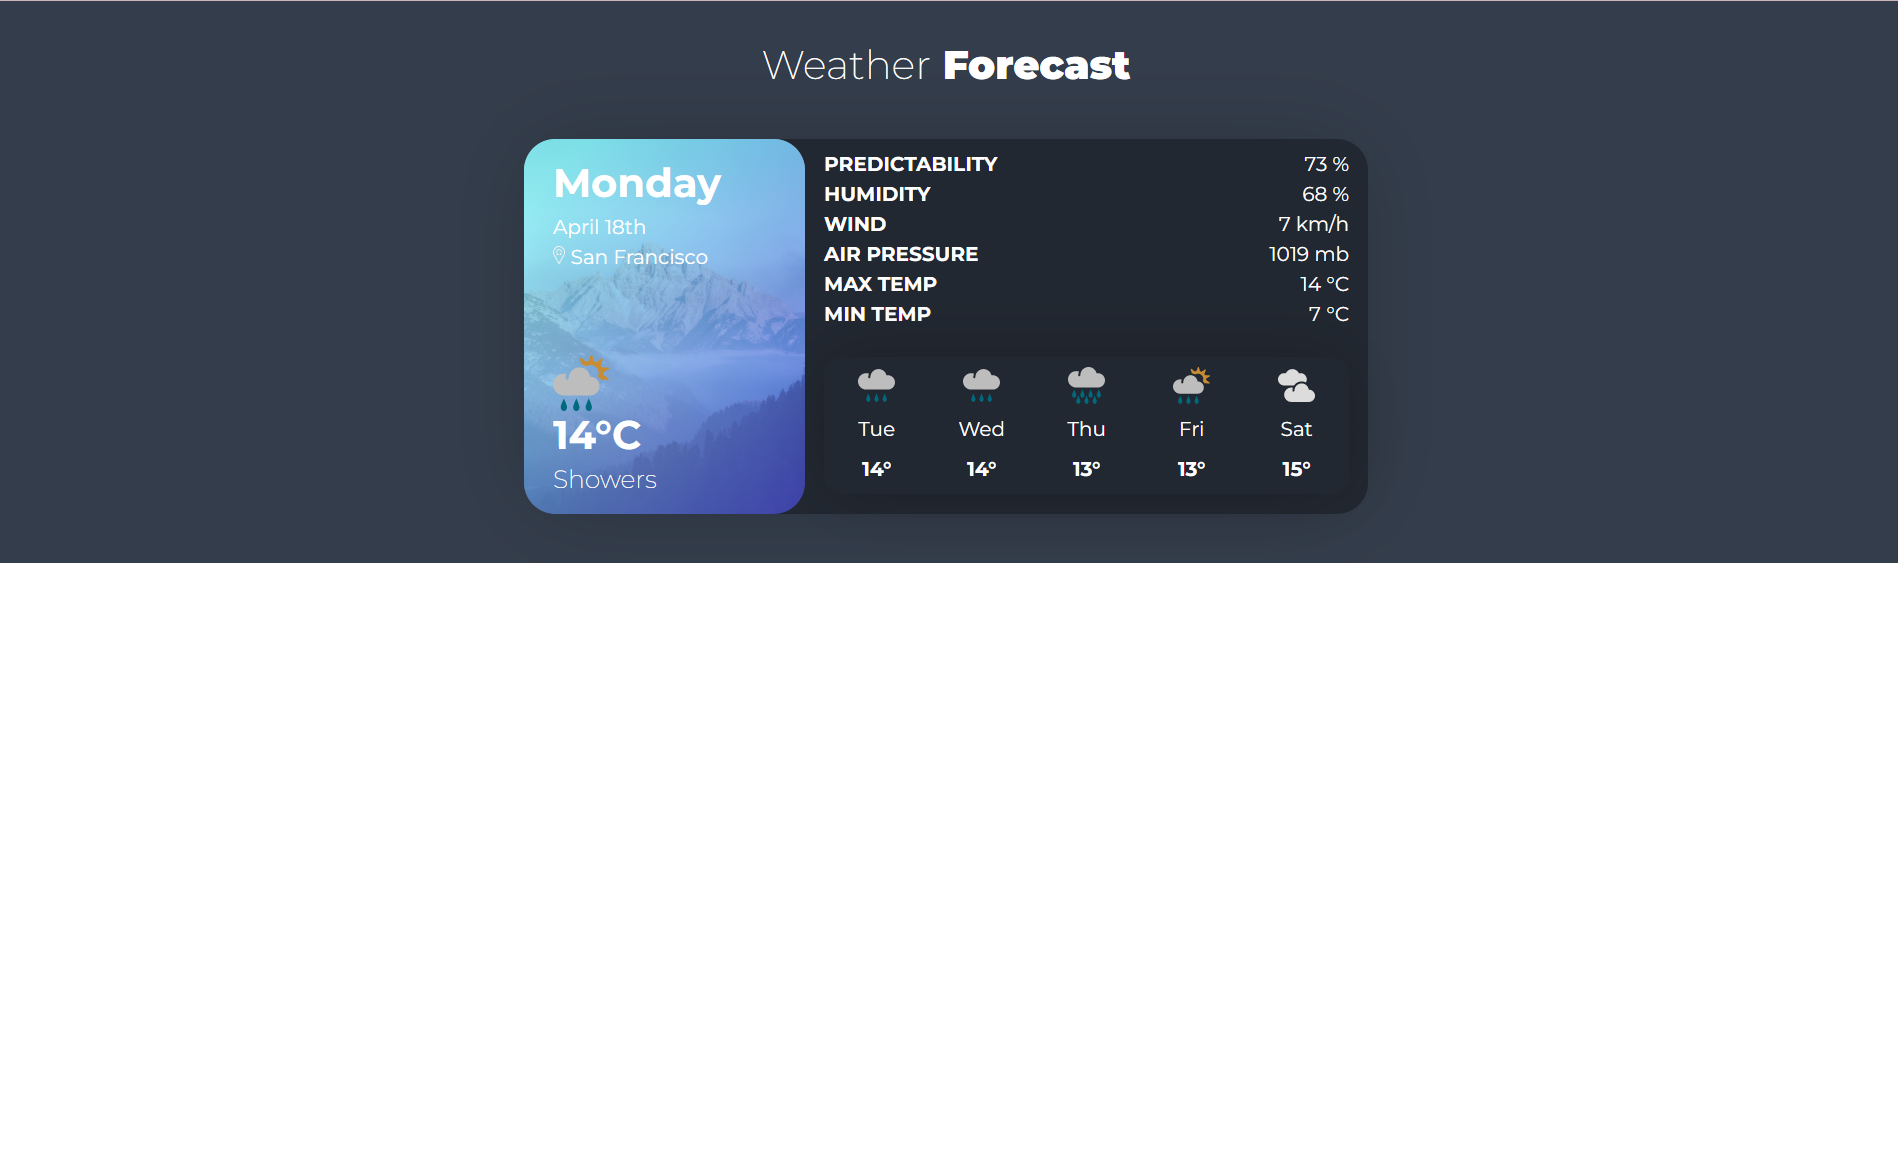 Weather Forecast
Monday
April 18th
San Francisco
14°C
Showers
PREDICTABILITY 73 %
HUMIDITY 68 %
WIND 7 km/h
AIR PRESSURE 1019 mb
MAX TEMP 14 °C
MIN TEMP 7 °C
Tue Wed Thu Fri Sat
14° 14° 13° 13° 15°